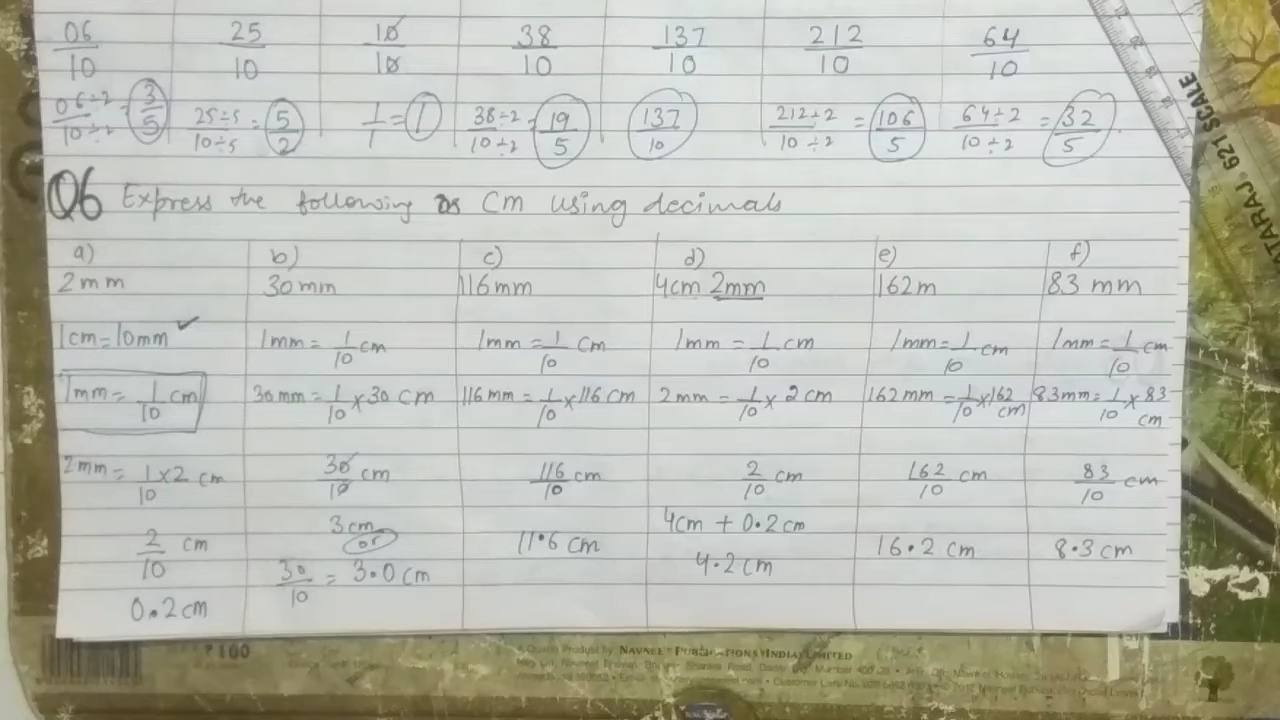 06/10 25/10 10/10 38/10 137/10 212/10 64/10
06÷2/10÷2 = 3/5 25÷5/10÷5 = 5/2 1/1 = 1 38÷2/10÷2 = 19/5 137/10 212÷2/10÷2 = 106/5 64÷2/10÷2 = 32/5
Q6 Express the following as Cm using decimals
a) b) c) d) e) f)
2mm 30mm 116mm 4cm 2mm 162m 83 mm
1cm=10mm ✓ 1mm = 1/10 cm 1mm = 1/10 cm 1mm = 1/10 cm 1mm = 1/10 cm 1mm = 1/10 cm
1mm = 1/10 cm 30mm = 1/10 × 30 cm 116mm = 1/10 × 116 cm 2mm = 1/10 × 2 cm 162mm = 1/10 × 162 cm 83mm = 1/10 × 83 cm
2mm = 1/10 × 2 cm 30/10 cm 116/10 cm 2/10 cm 162/10 cm 83/10 cm
2/10 cm 3cm 11.6 cm 4cm + 0.2cm 16.2 cm 8.3 cm
or
30/10 = 3.0 cm 4.2 cm
0.2 cm
621 SCALE
₹100
NAVNEET PUBLICATIONS (INDIA) LIMITED